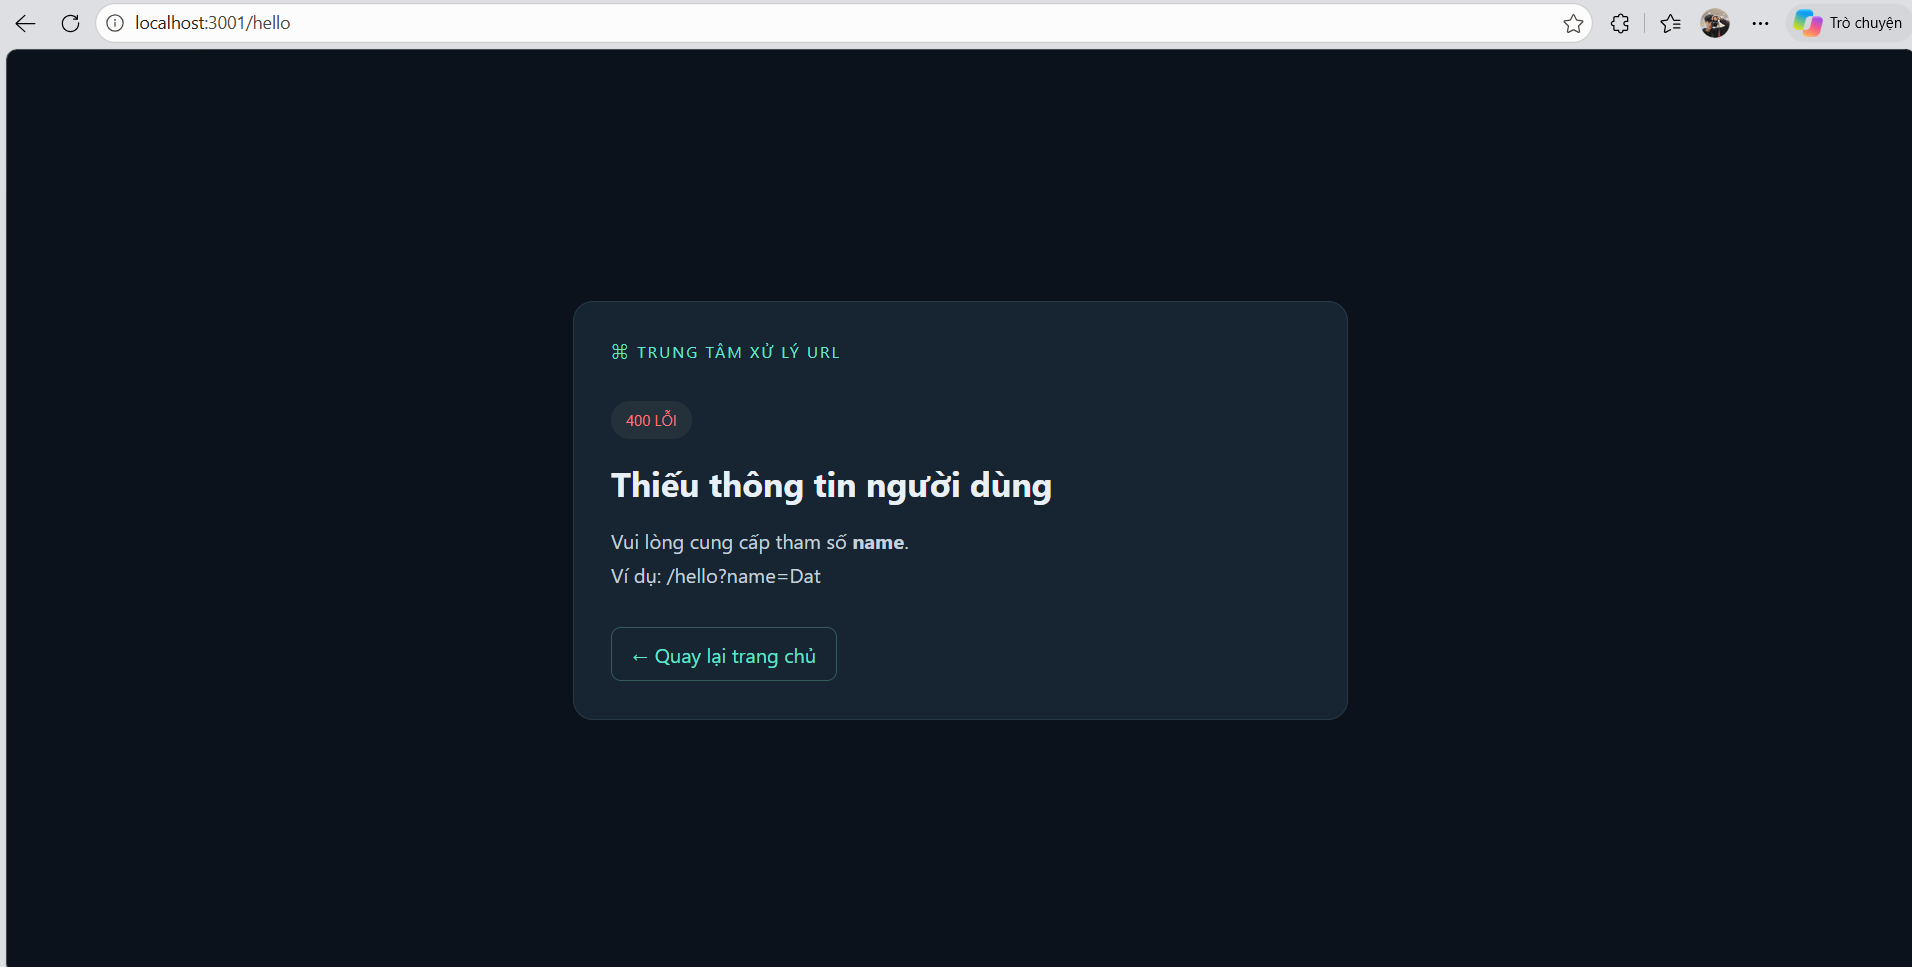 localhost:3001/hello
Trò chuyện
⌘ TRUNG TÂM XỬ LÝ URL
400 LỖI
Thiếu thông tin người dùng
Vui lòng cung cấp tham số name.
Ví dụ: /hello?name=Dat
← Quay lại trang chủ